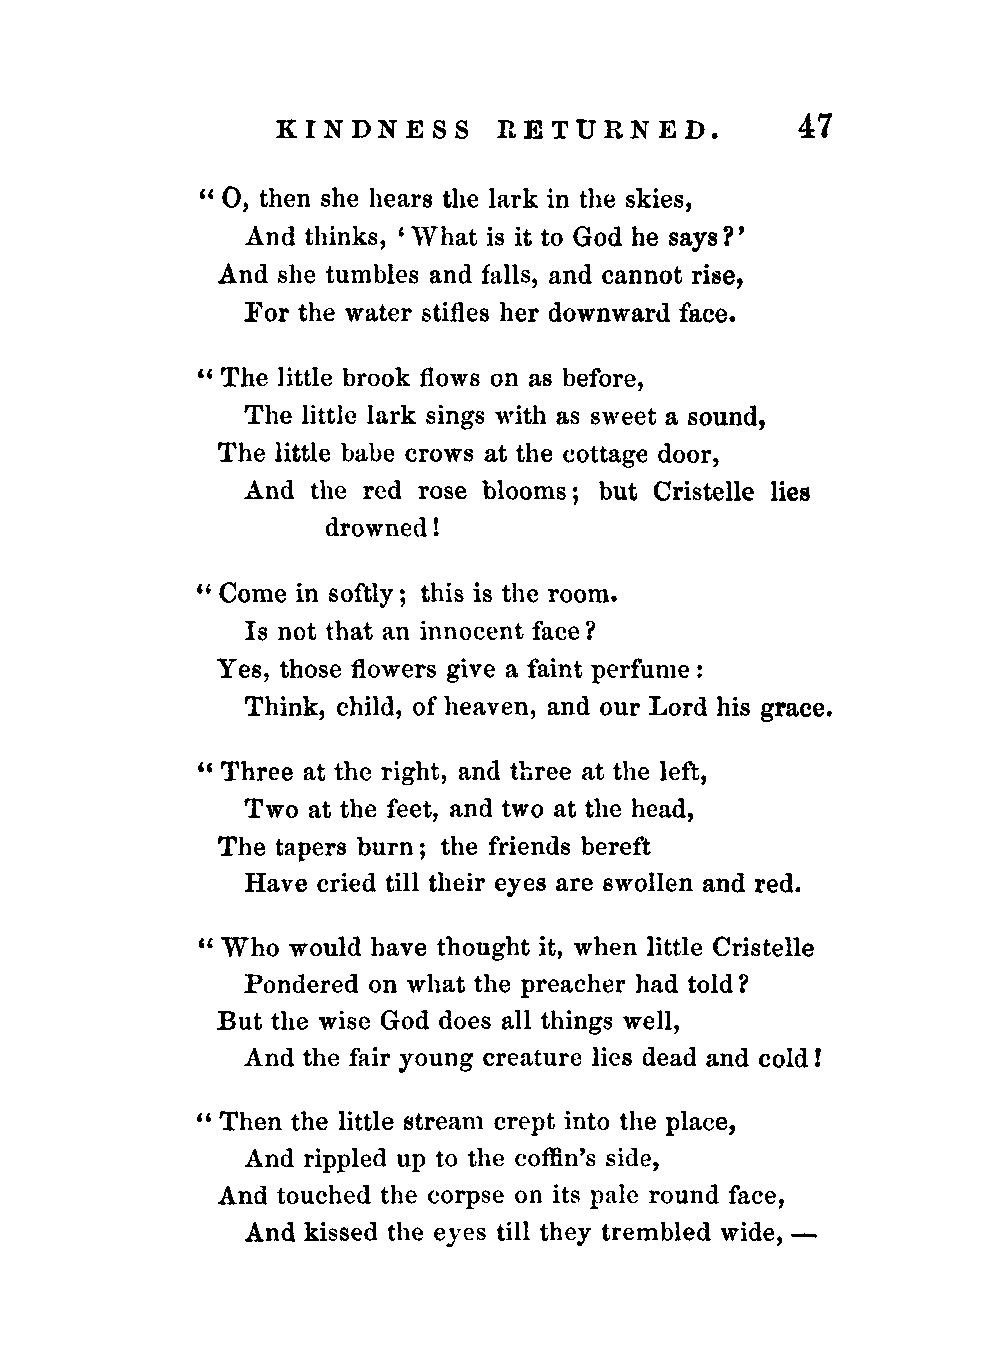 KINDNESS RETURNED. 47
“ O, then she hears the lark in the skies,
And thinks, ‘ What is it to God he says?’
And she tumbles and falls, and cannot rise,
For the water stifles her downward face.
“ The little brook flows on as before,
The little lark sings with as sweet a sound,
The little babe crows at the cottage door,
And the red rose blooms; but Cristelle lies
drowned!
“ Come in softly; this is the room.
Is not that an innocent face?
Yes, those flowers give a faint perfume:
Think, child, of heaven, and our Lord his grace.
“ Three at the right, and three at the left,
Two at the feet, and two at the head,
The tapers burn; the friends bereft
Have cried till their eyes are swollen and red.
“ Who would have thought it, when little Cristelle
Pondered on what the preacher had told?
But the wise God does all things well,
And the fair young creature lies dead and cold!
“ Then the little stream crept into the place,
And rippled up to the coffin’s side,
And touched the corpse on its pale round face,
And kissed the eyes till they trembled wide, —